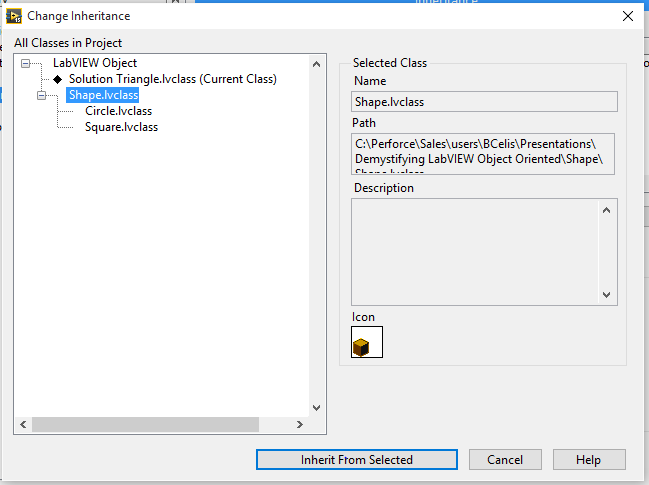 Change Inheritance
All Classes in Project
LabVIEW Object
Solution Triangle.lvclass (Current Class)
Shape.lvclass
Circle.lvclass
Square.lvclass
Selected Class
Name
Shape.lvclass
Path
C:\Perforce\Sales\users\BCelis\Presentations\
Demystifying LabVIEW Object Oriented\Shape\
Shape.lvclass
Description
Icon
Inherit From Selected
Cancel
Help